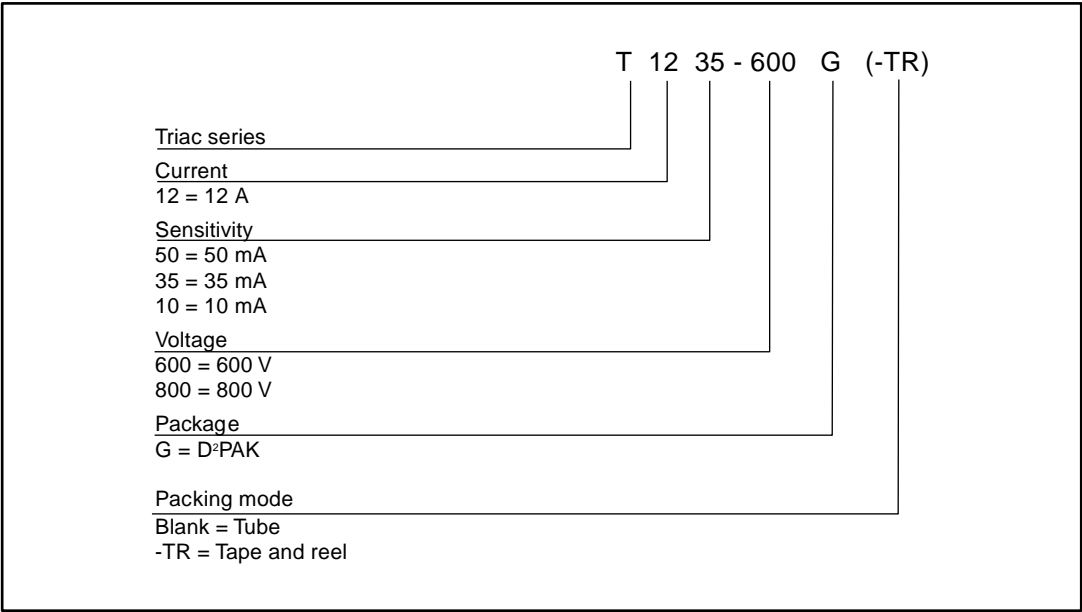 T 12 35 - 600 G (-TR)
Triac series
Current
12 = 12 A
Sensitivity
50 = 50 mA
35 = 35 mA
10 = 10 mA
Voltage
600 = 600 V
800 = 800 V
Package
G = D²PAK
Packing mode
Blank = Tube
-TR = Tape and reel